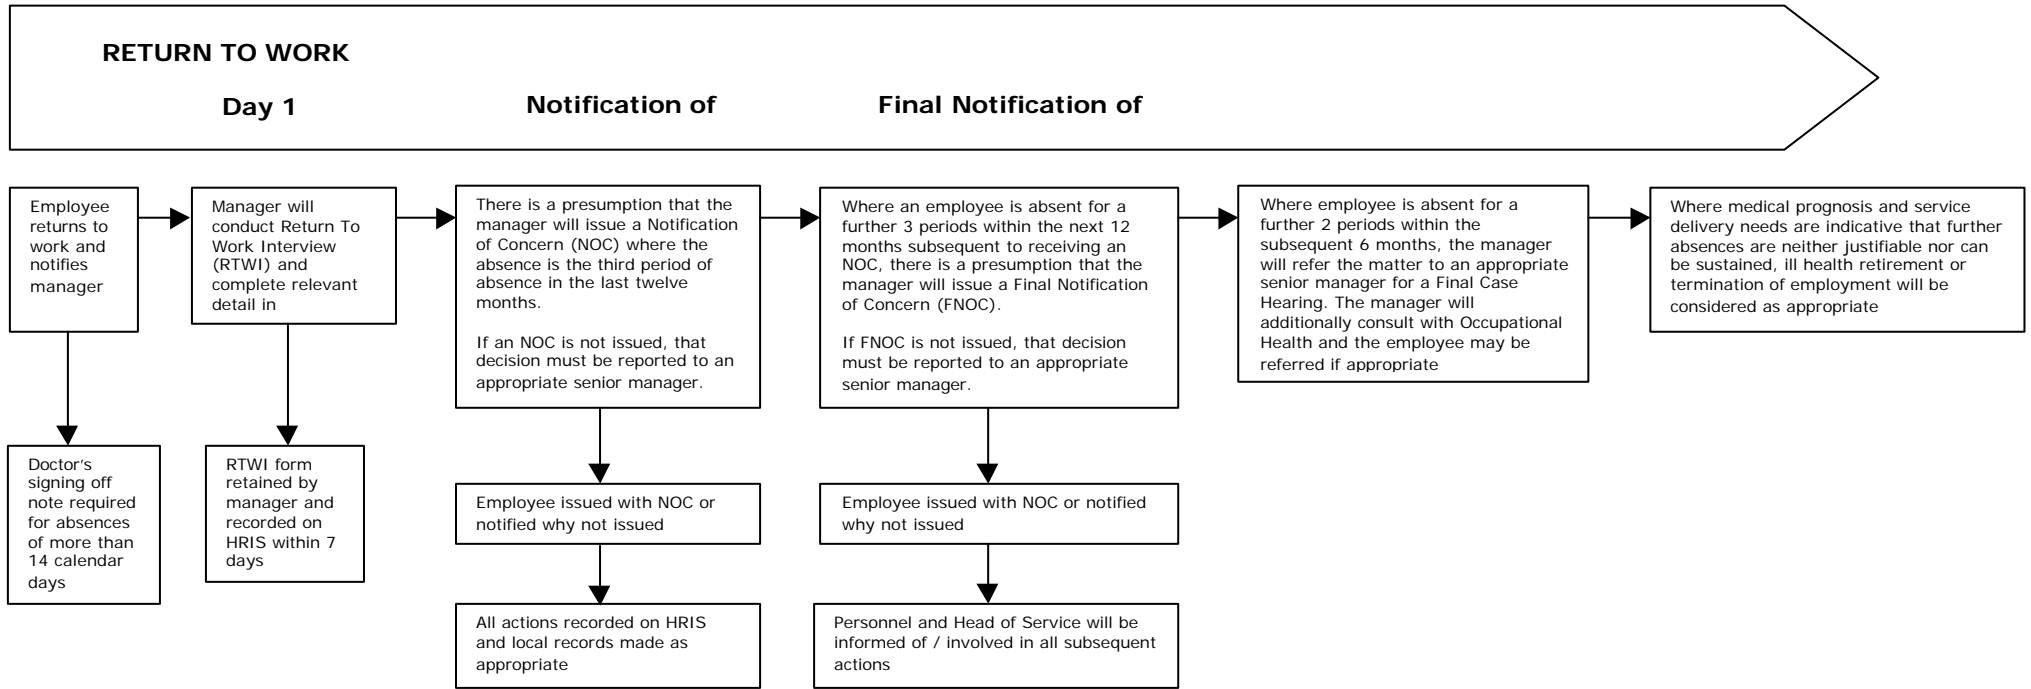 RETURN TO WORK
Day 1
Notification of
Final Notification of
Employee
returns to
work and
notifies
manager
Manager will
conduct Return To
Work Interview
(RTWI) and
complete relevant
detail in
There is a presumption that the
manager will issue a Notification
of Concern (NOC) where the
absence is the third period of
absence in the last twelve
months.
If an NOC is not issued, that
decision must be reported to an
appropriate senior manager.
Where an employee is absent for a
further 3 periods within the next 12
months subsequent to receiving an
NOC, there is a presumption that the
manager will issue a Final Notification
of Concern (FNOC).
If FNOC is not issued, that decision
must be reported to an appropriate
senior manager.
Where employee is absent for a
further 2 periods within the
subsequent 6 months, the manager
will refer the matter to an appropriate
senior manager for a Final Case
Hearing. The manager will
additionally consult with Occupational
Health and the employee may be
referred if appropriate
Where medical prognosis and service
delivery needs are indicative that further
absences are neither justifiable nor can
be sustained, ill health retirement or
termination of employment will be
considered as appropriate
Doctor's
signing off
note required
for absences
of more than
14 calendar
days
RTWI form
retained by
manager and
recorded on
HRIS within 7
days
Employee issued with NOC or
notified why not issued
Employee issued with NOC or notified
why not issued
All actions recorded on HRIS
and local records made as
appropriate
Personnel and Head of Service will be
informed of / involved in all subsequent
actions